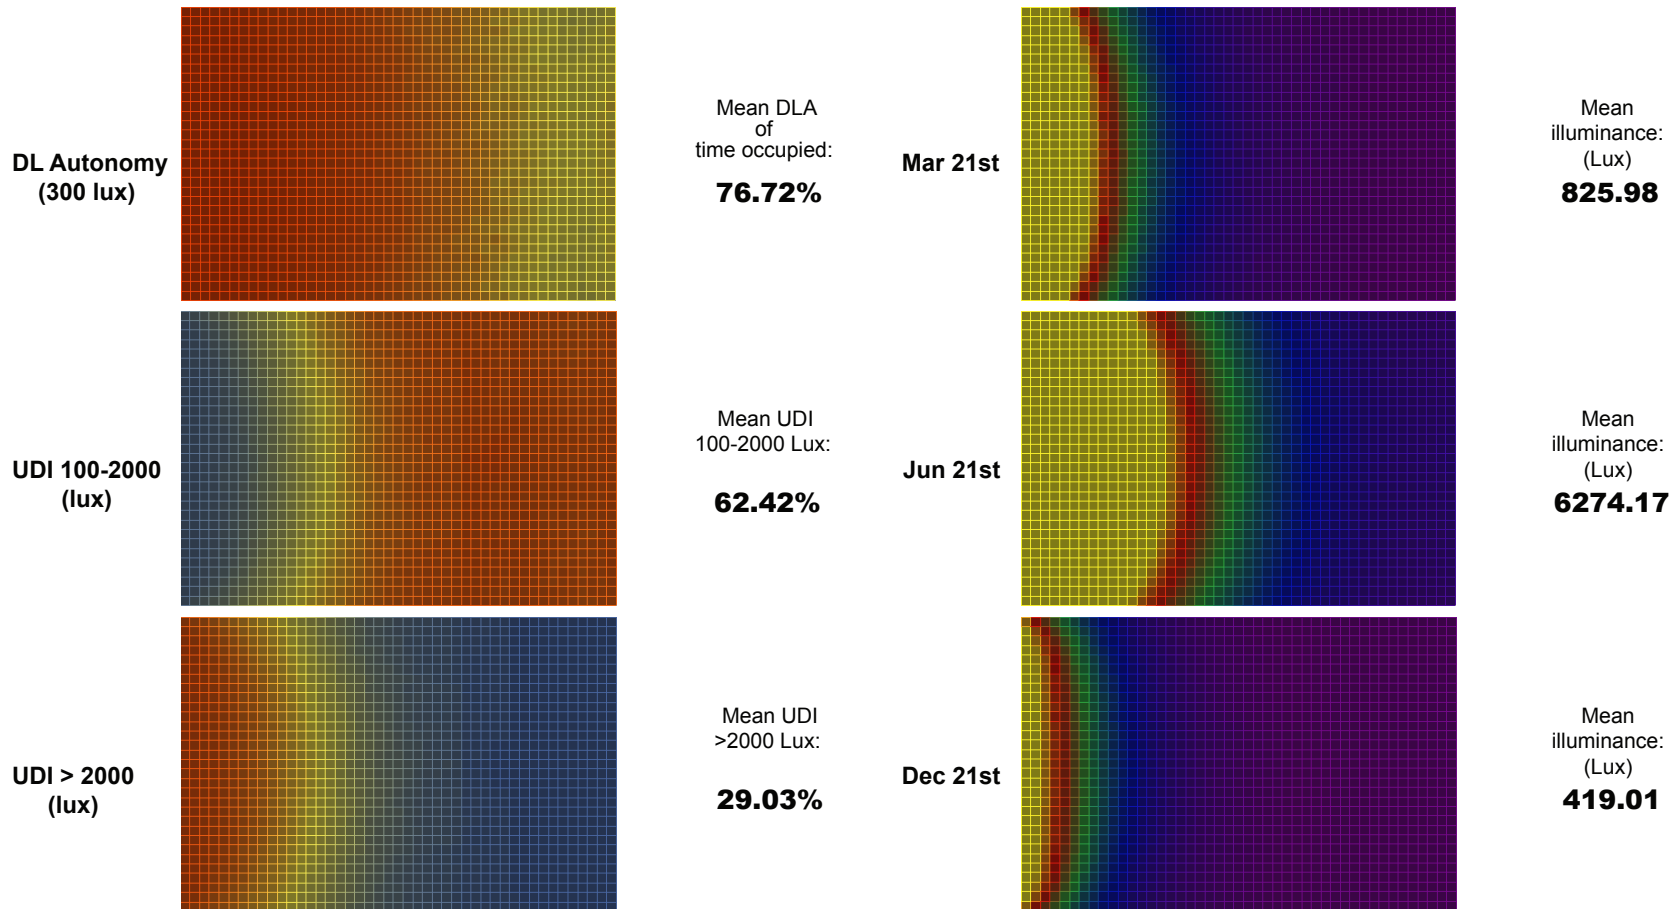 DL Autonomy
(300 lux)
Mean DLA
of
time occupied:
76.72%
Mar 21st
Mean
illuminance:
(Lux)
825.98
UDI 100-2000
(lux)
Mean UDI
100-2000 Lux:
62.42%
Jun 21st
Mean
illuminance:
(Lux)
6274.17
UDI > 2000
(lux)
Mean UDI
>2000 Lux:
29.03%
Dec 21st
Mean
illuminance:
(Lux)
419.01